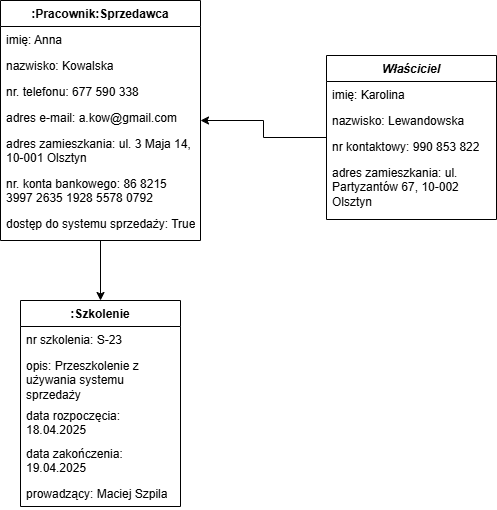 :Pracownik:Sprzedawca
imię: Anna
nazwisko: Kowalska
nr. telefonu: 677 590 338
adres e-mail: a.kow@gmail.com
adres zamieszkania: ul. 3 Maja 14,
10-001 Olsztyn
nr. konta bankowego: 86 8215
3997 2635 1928 5578 0792
dostęp do systemu sprzedaży: True
Właściciel
imię: Karolina
nazwisko: Lewandowska
nr kontaktowy: 990 853 822
adres zamieszkania: ul.
Partyzantów 67, 10-002
Olsztyn
:Szkolenie
nr szkolenia: S-23
opis: Przeszkolenie z
używania systemu
sprzedaży
data rozpoczęcia:
18.04.2025
data zakończenia:
19.04.2025
prowadzący: Maciej Szpila